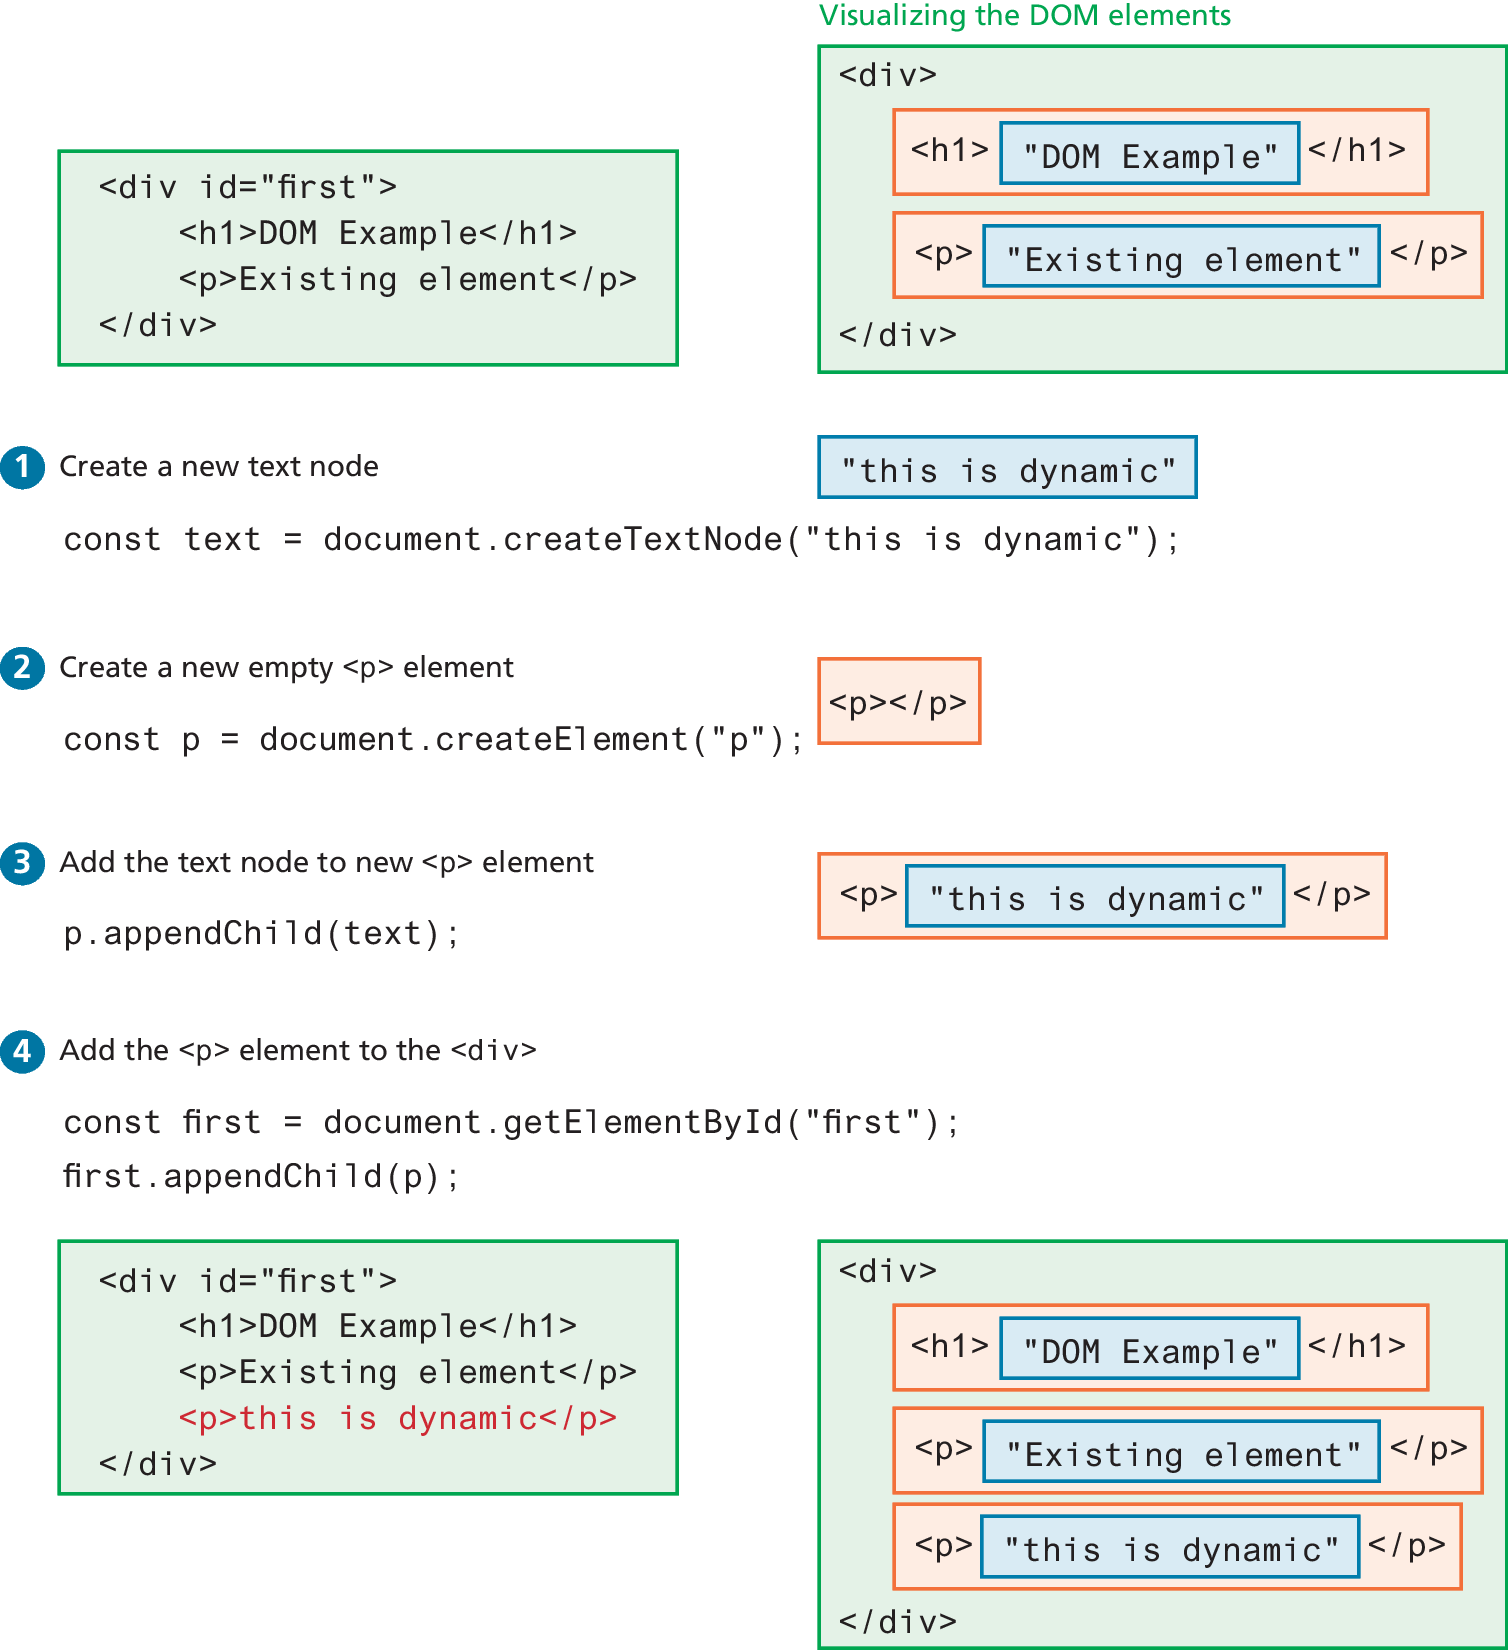 Visualizing the DOM elements
<div id="first">
<h1>DOM Example</h1>
<p>Existing element</p>
</div>
<div>
<h1> "DOM Example" </h1>
<p> "Existing element" </p>
</div>
1 Create a new text node
"this is dynamic"
const text = document.createTextNode("this is dynamic");
2 Create a new empty <p> element
<p></p>
const p = document.createElement("p");
3 Add the text node to new <p> element
<p> "this is dynamic" </p>
p.appendChild(text);
4 Add the <p> element to the <div>
const first = document.getElementById("first");
first.appendChild(p);
<div id="first">
<h1>DOM Example</h1>
<p>Existing element</p>
<p>this is dynamic</p>
</div>
<div>
<h1> "DOM Example" </h1>
<p> "Existing element" </p>
<p> "this is dynamic" </p>
</div>